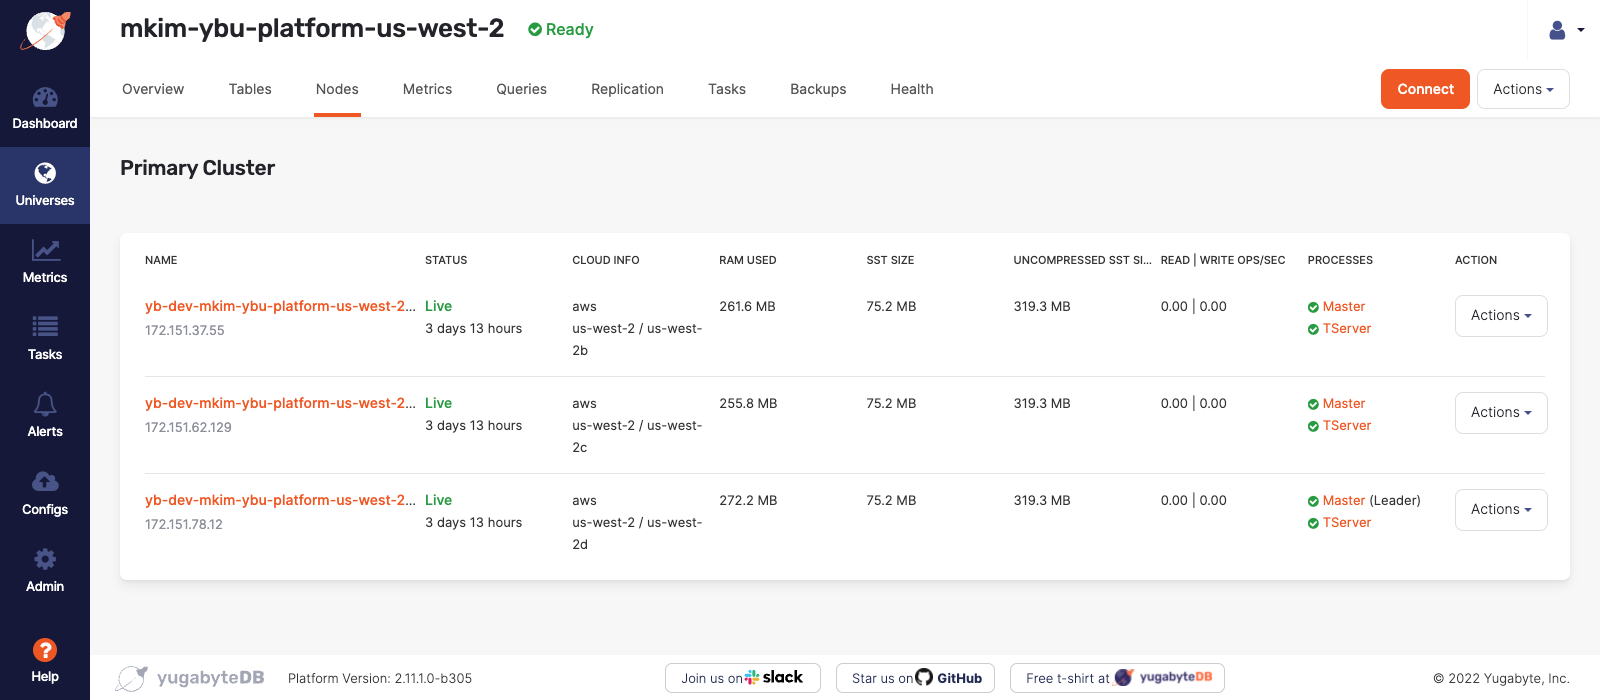 mkim-ybu-platform-us-west-2 Ready
Overview Tables Nodes Metrics Queries Replication Tasks Backups Health Connect Actions
Dashboard
Universes
Metrics
Tasks
Alerts
Configs
Admin
Help
Primary Cluster
NAME STATUS CLOUD INFO RAM USED SST SIZE UNCOMPRESSED SST SI... READ | WRITE OPS/SEC PROCESSES ACTION
yb-dev-mkim-ybu-platform-us-west-2... Live aws 261.6 MB 75.2 MB 319.3 MB 0.00 | 0.00 Master Actions
172.151.37.55 3 days 13 hours us-west-2 / us-west- TServer
2b
yb-dev-mkim-ybu-platform-us-west-2... Live aws 255.8 MB 75.2 MB 319.3 MB 0.00 | 0.00 Master Actions
172.151.62.129 3 days 13 hours us-west-2 / us-west- TServer
2c
yb-dev-mkim-ybu-platform-us-west-2... Live aws 272.2 MB 75.2 MB 319.3 MB 0.00 | 0.00 Master (Leader) Actions
172.151.78.12 3 days 13 hours us-west-2 / us-west- TServer
2d
yugabyteDB Platform Version: 2.11.1.0-b305 Join us on slack Star us on GitHub Free t-shirt at yugabyteDB © 2022 Yugabyte, Inc.